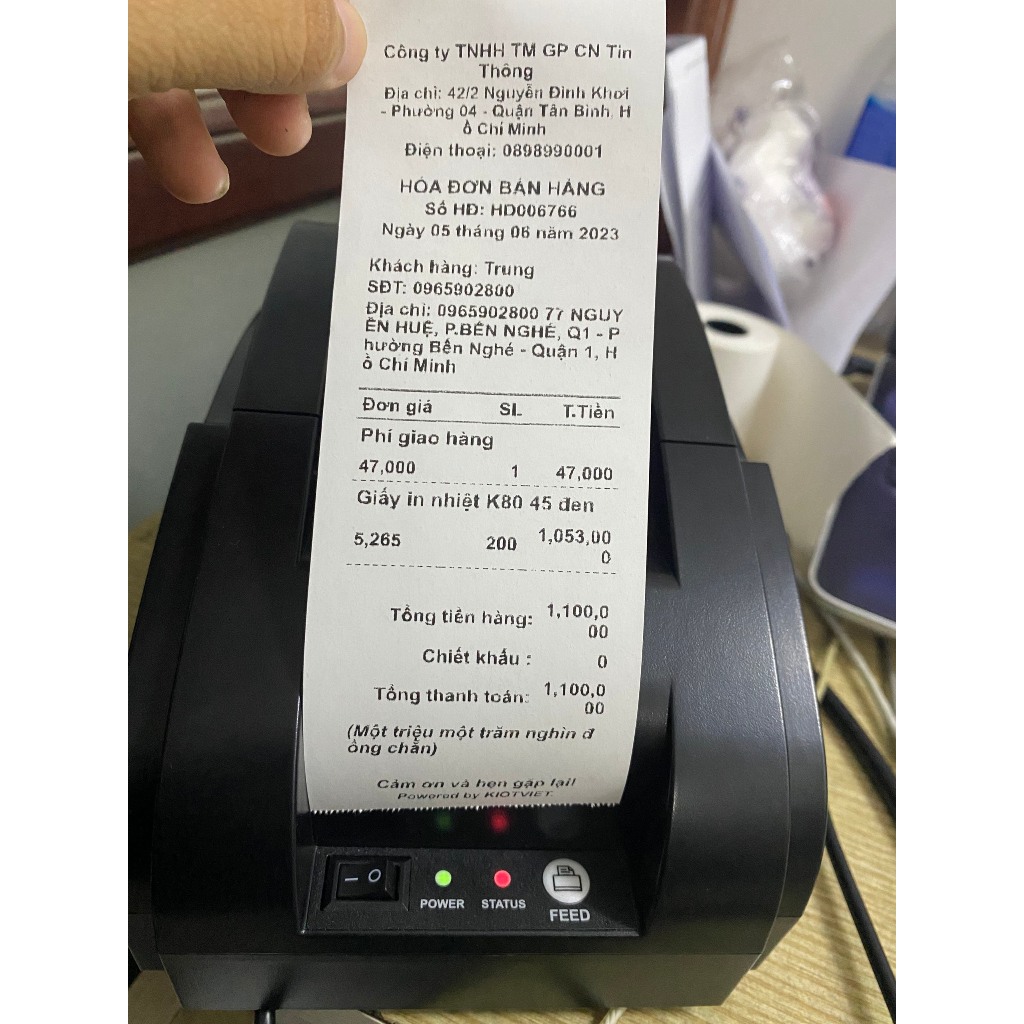 Công ty TNHH TM GP CN Tin
Thông
Địa chỉ: 42/2 Nguyễn Đình Khơi
- Phường 04 - Quận Tân Bình, H
ồ Chí Minh
Điện thoại: 0898990001
HÓA ĐƠN BÁN HÀNG
Số HĐ: HD006766
Ngày 05 tháng 06 năm 2023
Khách hàng: Trung
SĐT: 0965902800
Địa chỉ: 0965902800 77 NGUY
ỄN HUỆ, P.BẾN NGHÉ, Q1 - P
hường Bến Nghé - Quận 1, H
ồ Chí Minh
Đơn giá SL T.Tiền
Phí giao hàng
47,000 1 47,000
Giấy in nhiệt K80 45 đen
5,265 200 1,053,00
0
Tổng tiền hàng: 1,100,0
00
Chiết khấu : 0
Tổng thanh toán: 1,100,0
00
(Một triệu một trăm nghìn đ
ồng chẵn)
Cảm ơn và hẹn gặp lại!
Powered by KIOTVIET.
POWER STATUS FEED